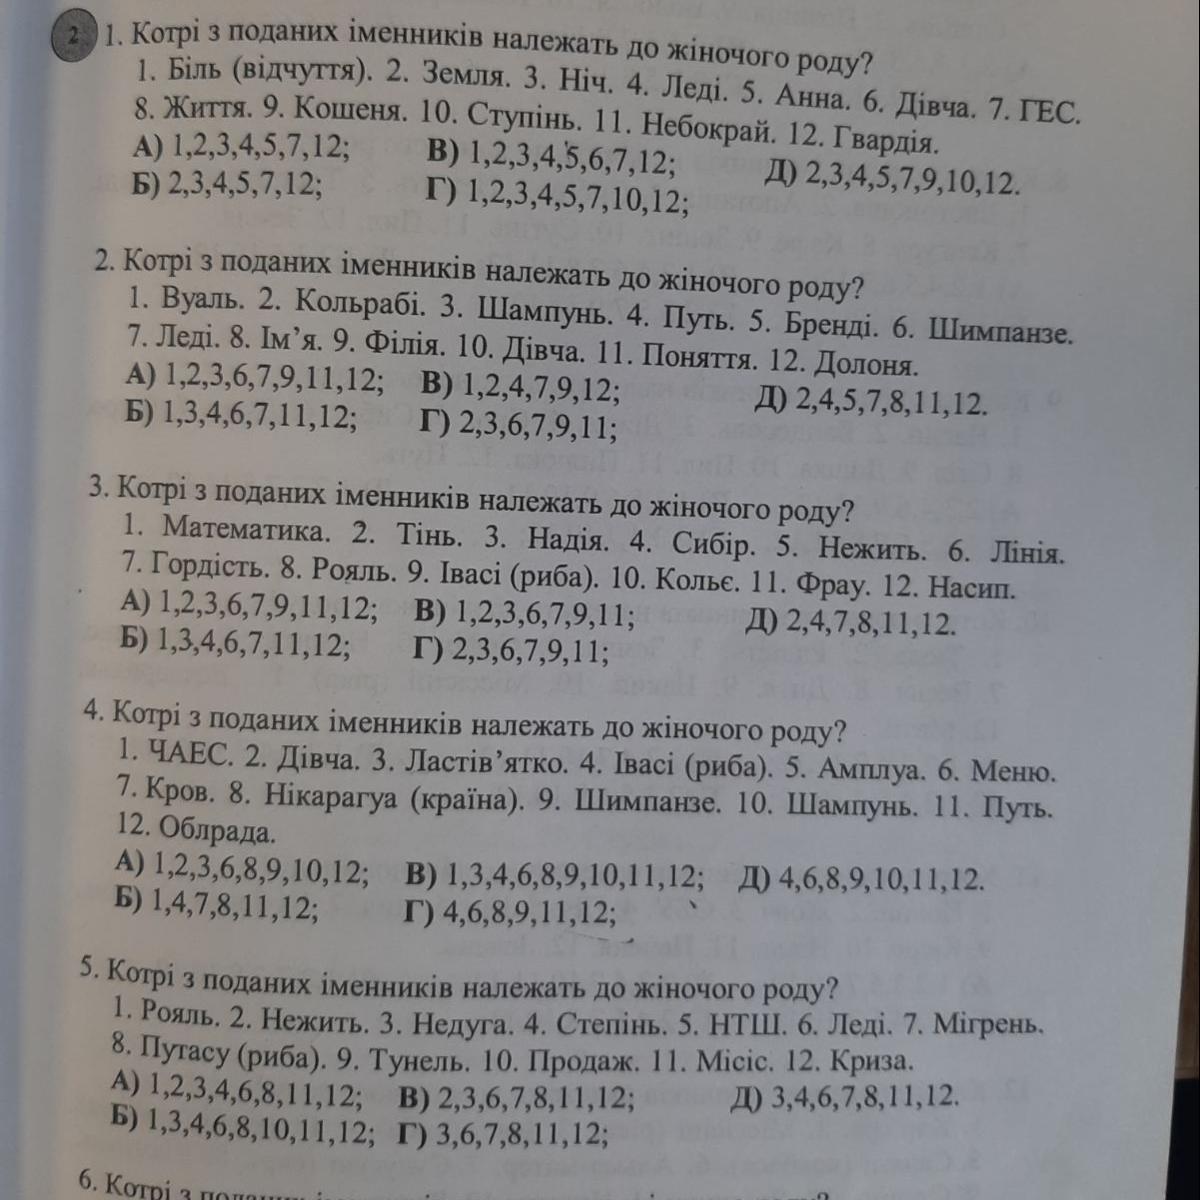 2 1. Котрі з поданих іменників належать до жіночого роду?
1. Біль (відчуття). 2. Земля. 3. Ніч. 4. Леді. 5. Анна. 6. Дівча. 7. ГЕС.
8. Життя. 9. Кошеня. 10. Ступінь. 11. Небокрай. 12. Гвардія.
А) 1,2,3,4,5,7,12; В) 1,2,3,4,5,6,7,12; Д) 2,3,4,5,7,9,10,12.
Б) 2,3,4,5,7,12; Г) 1,2,3,4,5,7,10,12;
2. Котрі з поданих іменників належать до жіночого роду?
1. Вуаль. 2. Кольрабі. 3. Шампунь. 4. Путь. 5. Бренді. 6. Шимпанзе.
7. Леді. 8. Ім’я. 9. Філія. 10. Дівча. 11. Поняття. 12. Долоня.
А) 1,2,3,6,7,9,11,12; В) 1,2,4,7,9,12; Д) 2,4,5,7,8,11,12.
Б) 1,3,4,6,7,11,12; Г) 2,3,6,7,9,11;
3. Котрі з поданих іменників належать до жіночого роду?
1. Математика. 2. Тінь. 3. Надія. 4. Сибір. 5. Нежить. 6. Лінія.
7. Гордість. 8. Рояль. 9. Івасі (риба). 10. Кольє. 11. Фрау. 12. Насип.
А) 1,2,3,6,7,9,11,12; В) 1,2,3,6,7,9,11; Д) 2,4,7,8,11,12.
Б) 1,3,4,6,7,11,12; Г) 2,3,6,7,9,11;
4. Котрі з поданих іменників належать до жіночого роду?
1. ЧАЕС. 2. Дівча. 3. Ластів’ятко. 4. Івасі (риба). 5. Амплуа. 6. Меню.
7. Кров. 8. Нікарагуа (країна). 9. Шимпанзе. 10. Шампунь. 11. Путь.
12. Облрада.
А) 1,2,3,6,8,9,10,12; В) 1,3,4,6,8,9,10,11,12; Д) 4,6,8,9,10,11,12.
Б) 1,4,7,8,11,12; Г) 4,6,8,9,11,12;
5. Котрі з поданих іменників належать до жіночого роду?
1. Рояль. 2. Нежить. 3. Недуга. 4. Степінь. 5. НТШ. 6. Леді. 7. Мігрень.
8. Путасу (риба). 9. Тунель. 10. Продаж. 11. Місіс. 12. Криза.
А) 1,2,3,4,6,8,11,12; В) 2,3,6,7,8,11,12; Д) 3,4,6,7,8,11,12.
Б) 1,3,4,6,8,10,11,12; Г) 3,6,7,8,11,12;
6. Котрі з